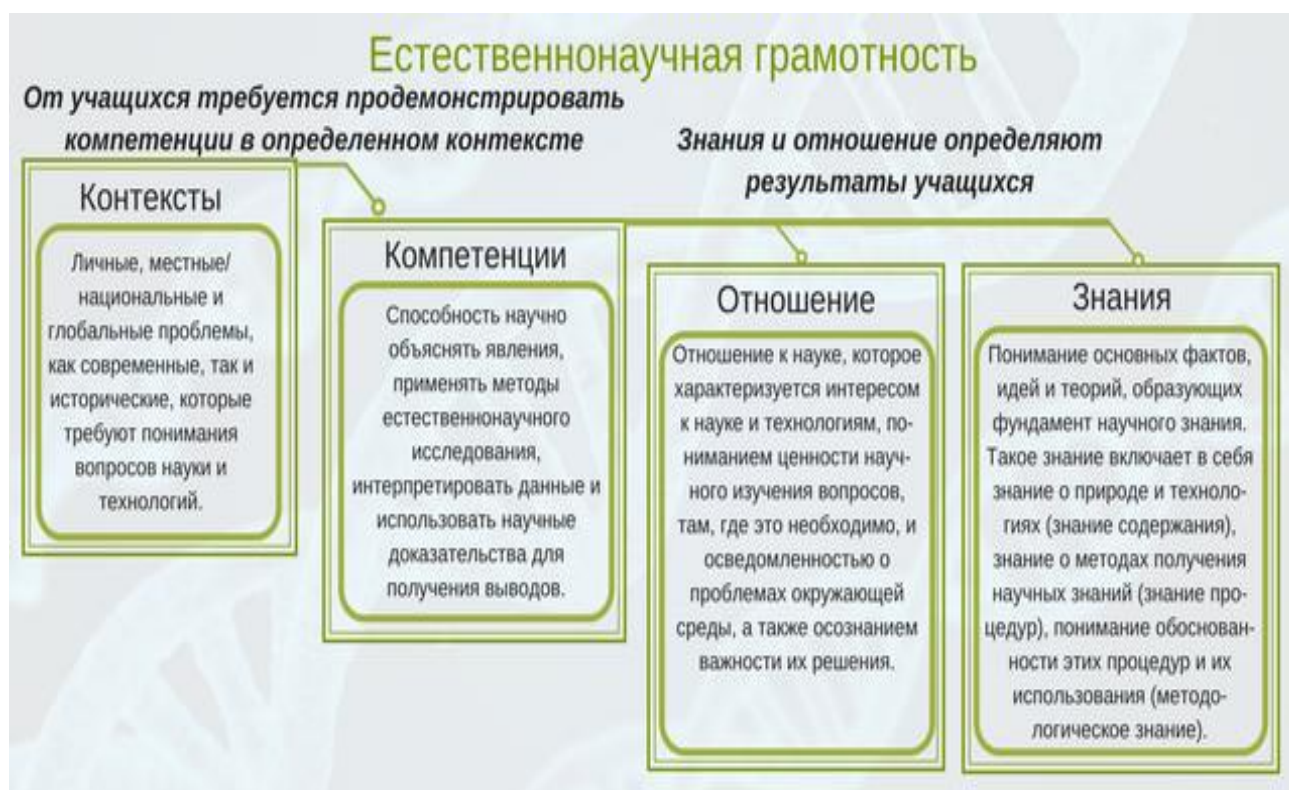 Естественнонаучная грамотность
От учащихся требуется продемонстрировать
компетенции в определенном контексте
Знания и отношение определяют
результаты учащихся
Контексты
Личные, местные/
национальные и
глобальные проблемы,
как современные, так и
исторические, которые
требуют понимания
вопросов науки и
технологий.
Компетенции
Способность научно
объяснять явления,
применять методы
естественнонаучного
исследования,
интерпретировать данные и
использовать научные
доказательства для
получения выводов.
Отношение
Отношение к науке, которое
характеризуется интересом
к науке и технологиям, по-
ниманием ценности науч-
ного изучения вопросов,
там, где это необходимо, и
осведомленностью о
проблемах окружающей
среды, а также осознанием
важности их решения.
Знания
Понимание основных фактов,
идей и теорий, образующих
фундамент научного знания.
Такое знание включает в себя
знание о природе и техноло-
гиях (знание содержания),
знание о методах получения
научных знаний (знание про-
цедур), понимание обоснован-
ности этих процедур и их
использования (методо-
логическое знание).